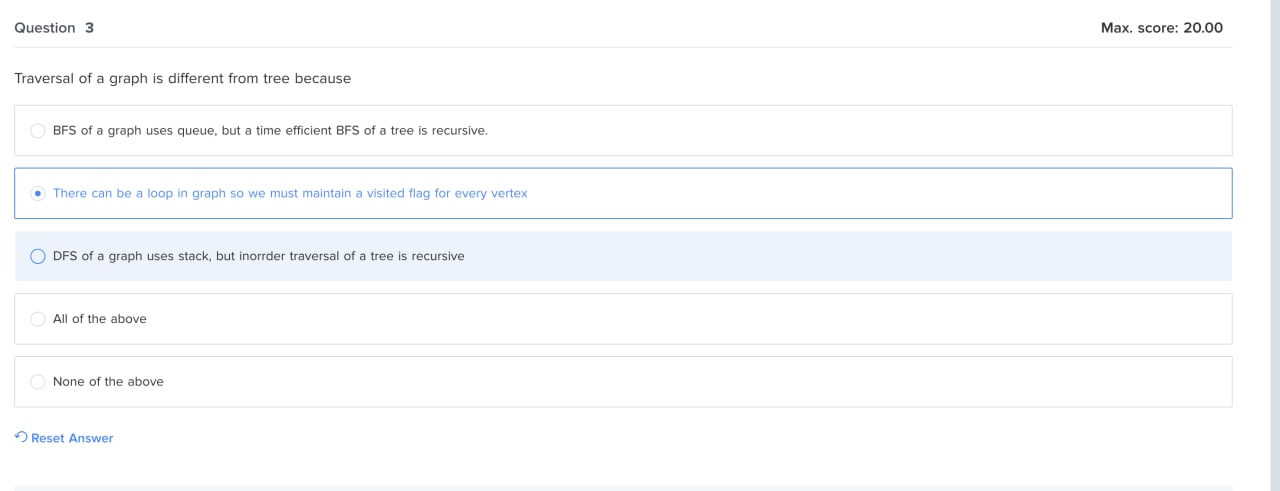 Question 3
Max. score: 20.00
Traversal of a graph is different from tree because
BFS of a graph uses queue, but a time efficient BFS of a tree is recursive.
There can be a loop in graph so we must maintain a visited flag for every vertex
DFS of a graph uses stack, but inorrder traversal of a tree is recursive
All of the above
None of the above
Reset Answer